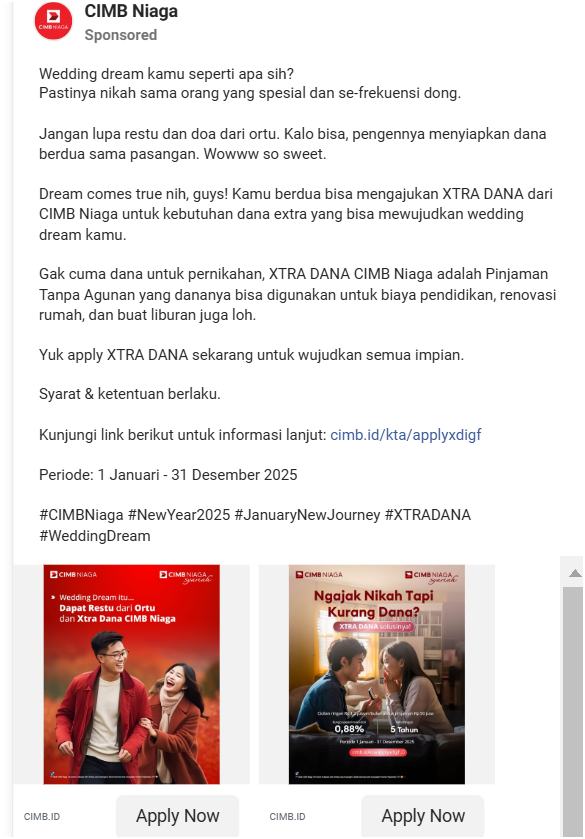 CIMB Niaga
Sponsored
Wedding dream kamu seperti apa sih?
Pastinya nikah sama orang yang spesial dan se-frekuensi dong.
Jangan lupa restu dan doa dari ortu. Kalo bisa, pengennya menyiapkan dana
berdua sama pasangan. Wowww so sweet.
Dream comes true nih, guys! Kamu berdua bisa mengajukan XTRA DANA dari
CIMB Niaga untuk kebutuhan dana extra yang bisa mewujudkan wedding
dream kamu.
Gak cuma dana untuk pernikahan, XTRA DANA CIMB Niaga adalah Pinjaman
Tanpa Agunan yang dananya bisa digunakan untuk biaya pendidikan, renovasi
rumah, dan buat liburan juga loh.
Yuk apply XTRA DANA sekarang untuk wujudkan semua impian.
Syarat & ketentuan berlaku.
Kunjungi link berikut untuk informasi lanjut: cimb.id/kta/applyxdigf
Periode: 1 Januari - 31 Desember 2025
#CIMBNiaga #NewYear2025 #JanuaryNewJourney #XTRADANA
#WeddingDream
CIMB NIAGA
CIMB NIAGA
syariah
Wedding Dream itu...
Dapat Restu dari Ortu
dan Xtra Dana CIMB Niaga
CIMB NIAGA
CIMB NIAGA
syariah
Ngajak Nikah Tapi
Kurang Dana?
XTRA DANA solusinya!
0,88%
5 Tahun
Periode 1 Januari - 31 Desember 2025
CIMB.ID
Apply Now
CIMB.ID
Apply Now